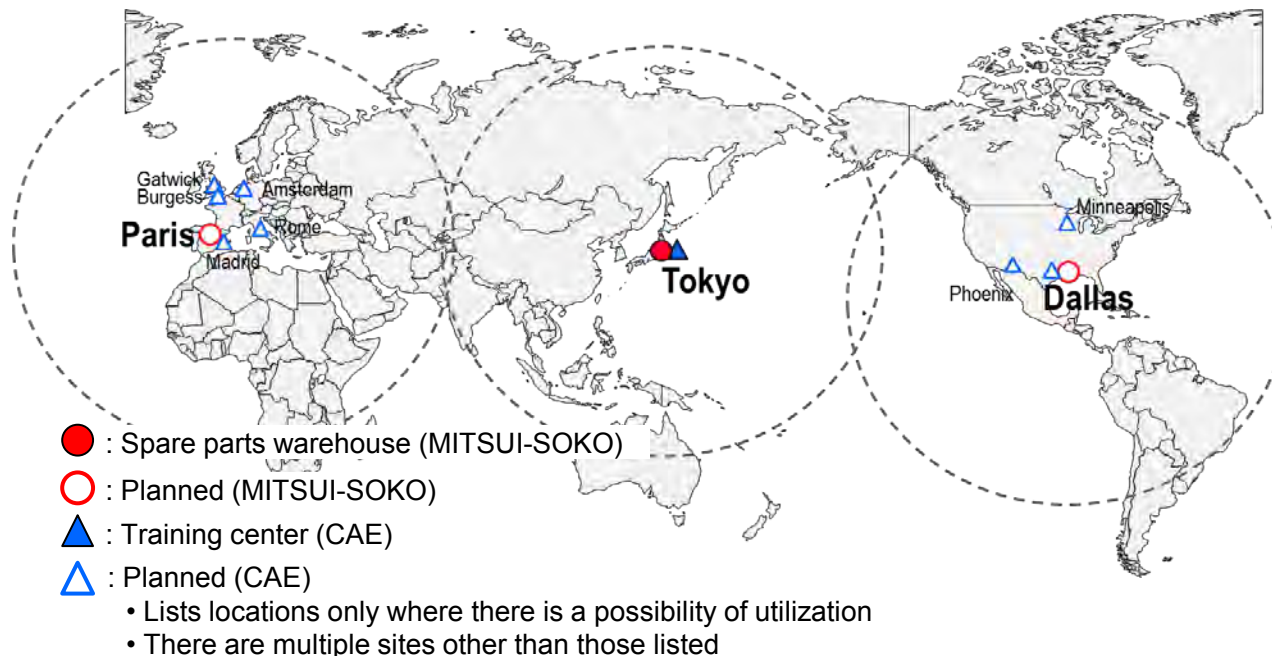 Gatwick
Burgess
Amsterdam
Paris
Rome
Madrid
Tokyo
Minneapolis
Phoenix
Dallas
: Spare parts warehouse (MITSUI-SOKO)
: Planned (MITSUI-SOKO)
: Training center (CAE)
: Planned (CAE)
• Lists locations only where there is a possibility of utilization
• There are multiple sites other than those listed